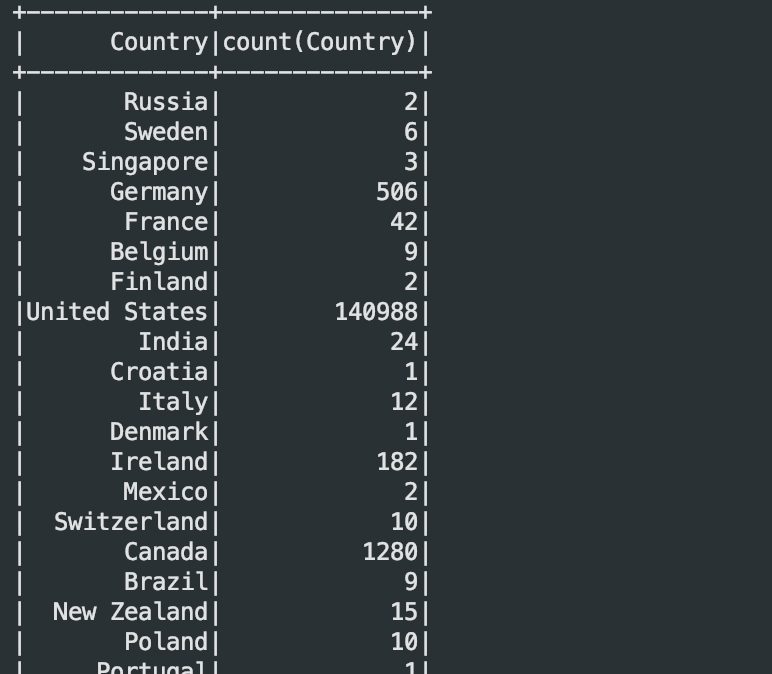 +-------------+--------------+
|      Country|count(Country)|
+-------------+--------------+
|       Russia|             2|
|       Sweden|             6|
|    Singapore|             3|
|      Germany|           506|
|       France|            42|
|      Belgium|             9|
|      Finland|             2|
|United States|        140988|
|        India|            24|
|      Croatia|             1|
|        Italy|            12|
|      Denmark|             1|
|      Ireland|           182|
|       Mexico|             2|
|  Switzerland|            10|
|       Canada|          1280|
|       Brazil|             9|
|  New Zealand|            15|
|       Poland|            10|
|     Portugal|             1|